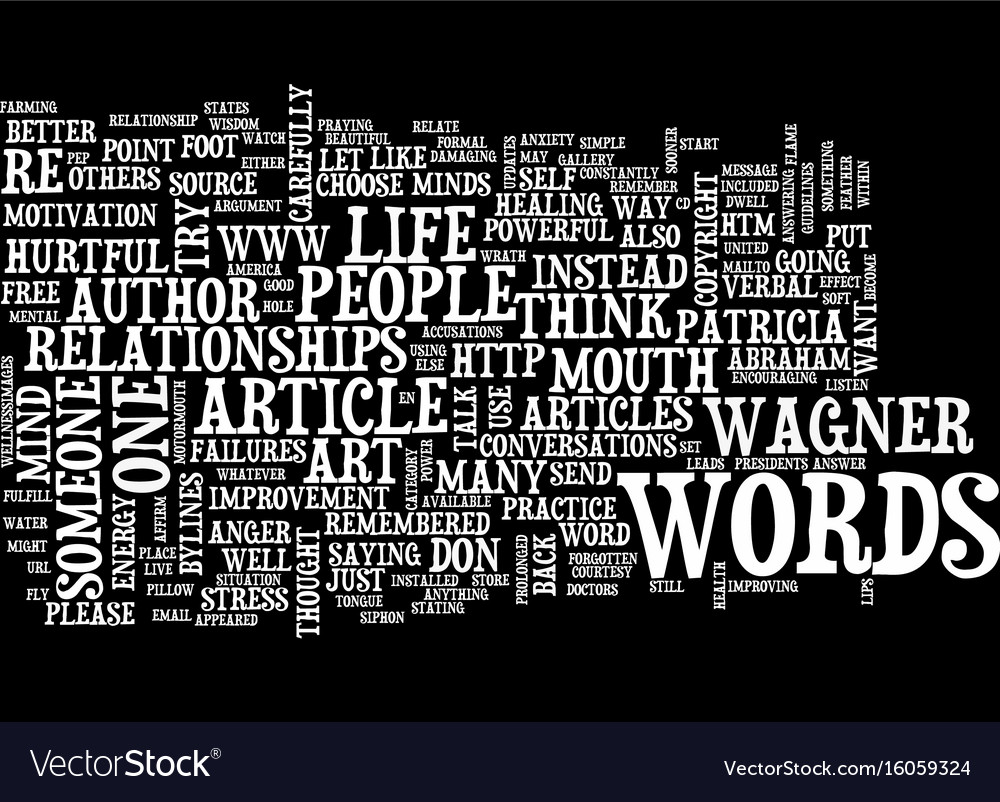 FARMING
RELATIONSHIP
STATES
WISDOM
CAREFULLY
PRAYING
RELATE
BETTER
POINT
FOOT
WATCH
BEAUTIFUL
FORMAL
UPDATES
ANXIETY
SIMPLE
SOONER
START
RE
PEP
OTHERS
SOURCE
EITHER
LET LIKE
DAMAGING
MAY
GALLERY
CONSTANTLY
REMEMBER
MESSAGE
INCLUDED
ANSWERING
FLAME
GUIDELINES
SOMETHING
FEATHER
WITHIN
CHOOSE MINDS
SELF
MOTIVATION
TRY
ARGUMENT
HEALING
WAY
CD
COPYRIGHT
DWELL
HTM
HURTFUL
WWW
LIFE
POWERFUL
ALSO
UNITED
PUT
AMERICA
WRATH
INSTEAD
MAILTO
GOING
FREE
AUTHOR
GOOD
HOLE
PEOPLE
THINK
VERBAL
EFFECT
SOFT
BECOME
WANT
MENTAL
ACCUSATIONS
PATRICIA
RELATIONSHIPS
USING
ELSE
HTTP
MOUTH
ABRAHAM
ENCOURAGING
LISTEN
WELLNESSIMAGES
MIND
SOMEONE
ONE
MOTORMOUTH
ARTICLE
EN
TALK
USE
ARTICLES
WAGNER
FAILURES
ART
CATEGORY
POWER
CONVERSATIONS
SET
LEADS
PRESIDENTS
ANSWER
WHATEVER
MANY
SEND
WORDS
FULFILL
ENERGY
AFFIRM
BYLINES
IMPROVEMENT
AVAILABLE
PRACTICE
WATER
ANGER
THOUGHT
REMEMBERED
WORD
MIGHT
PLACE
WELL
SAYING
DON
PROLONGED
BACK
FORGOTTEN
URL
LIVE
SITUATION
JUST
INSTALLED
STORE
COURTESY
FLY
PILLOW
STRESS
TONGUE
ANYTHING
DOCTORS
STILL
HEALTH
IMPROVING
LIPS
PLEASE
EMAIL
APPEARED
SIPHON
STATING
VectorStock®
VectorStock.com/16059324